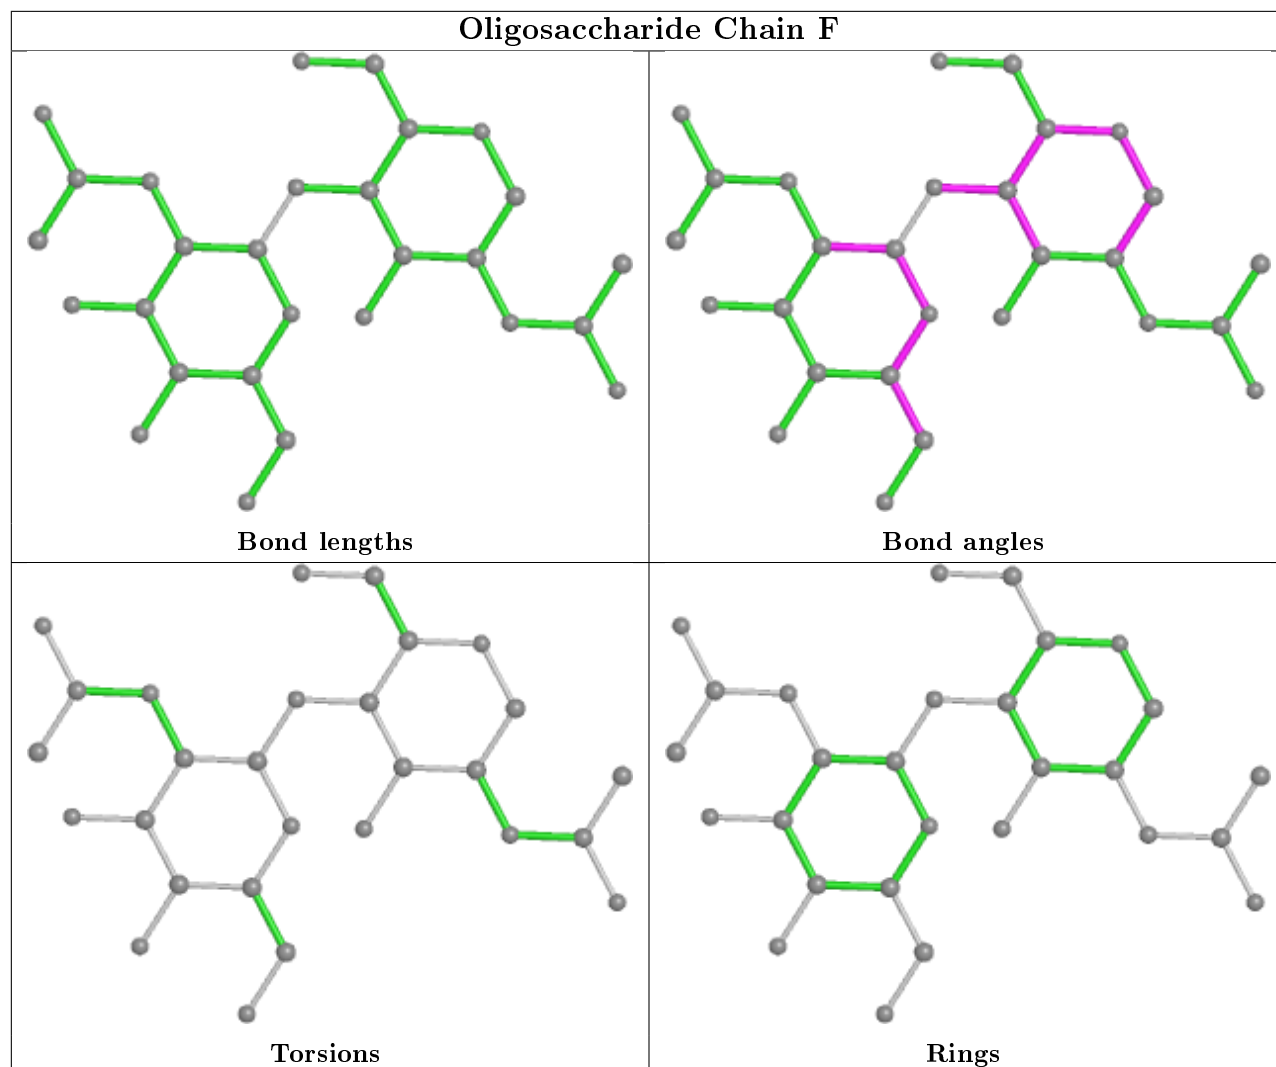 Oligosaccharide Chain F
Bond lengths
Bond angles
Torsions
Rings